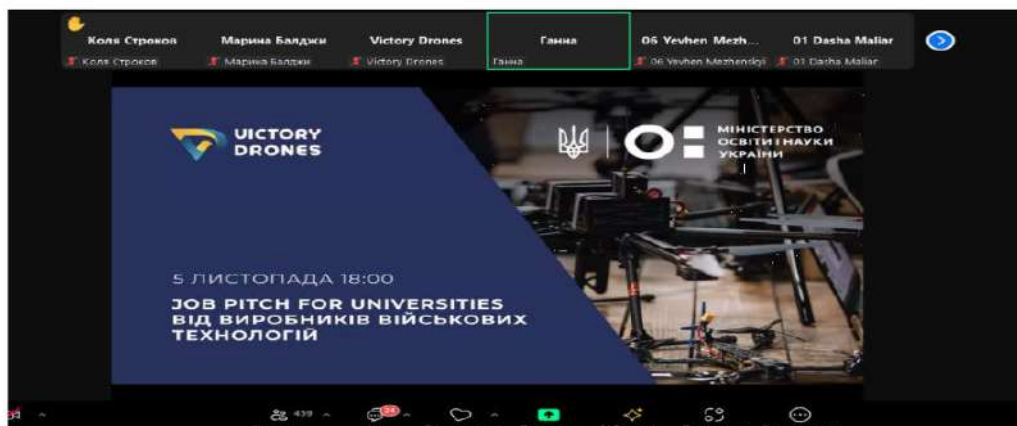 Коля Строков
Марина Балджи
Victory Drones
Ганна
06 Yevhen Mezh...
01 Dasha Maliar
Коля Строков
Марина Балджи
Victory Drones
Ганна
06 Yevhen Mezhenskyi
01 Dasha Maliar
VICTORY
DRONES
МІНІСТЕРСТВО
ОСВІТИ І НАУКИ
УКРАЇНИ
5 ЛИСТОПАДА 18:00
JOB PITCH FOR UNIVERSITIES
ВІД ВИРОБНИКІВ ВІЙСЬКОВИХ
ТЕХНОЛОГІЙ
439
24